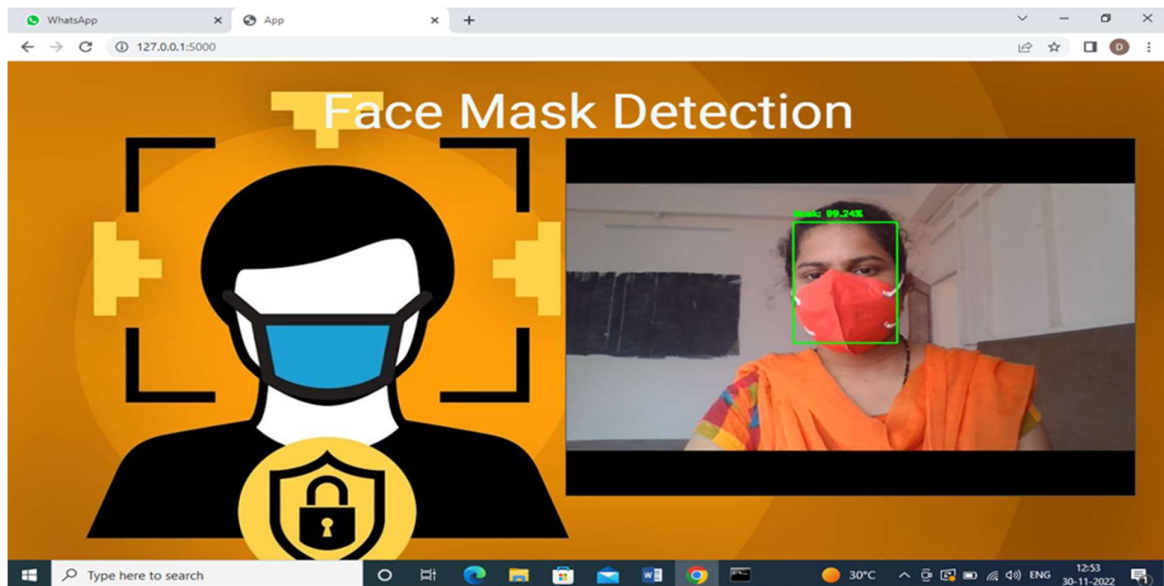 WhatsApp
App
127.0.0.1:5000
D
Face Mask Detection
Mask: 99.24%
Type here to search
30°C
ENG
12:53
30-11-2022
1